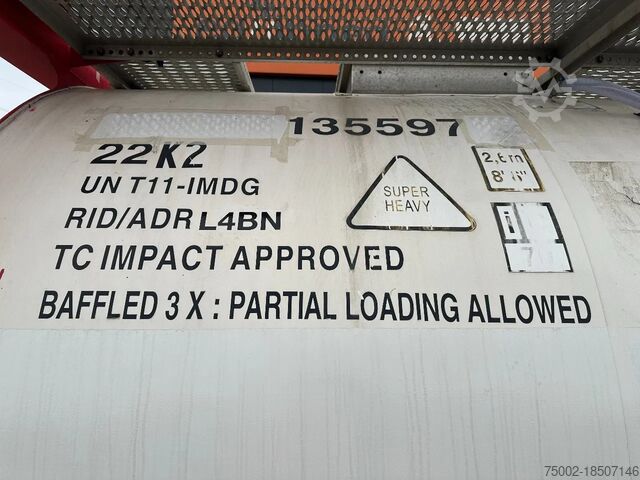 135597
22K2
UN T11-IMDG
RID/ADR L4BN
TC IMPACT APPROVED
BAFFLED 3 X : PARTIAL LOADING ALLOWED
SUPER
HEAVY
8' 6"
75002-18507146